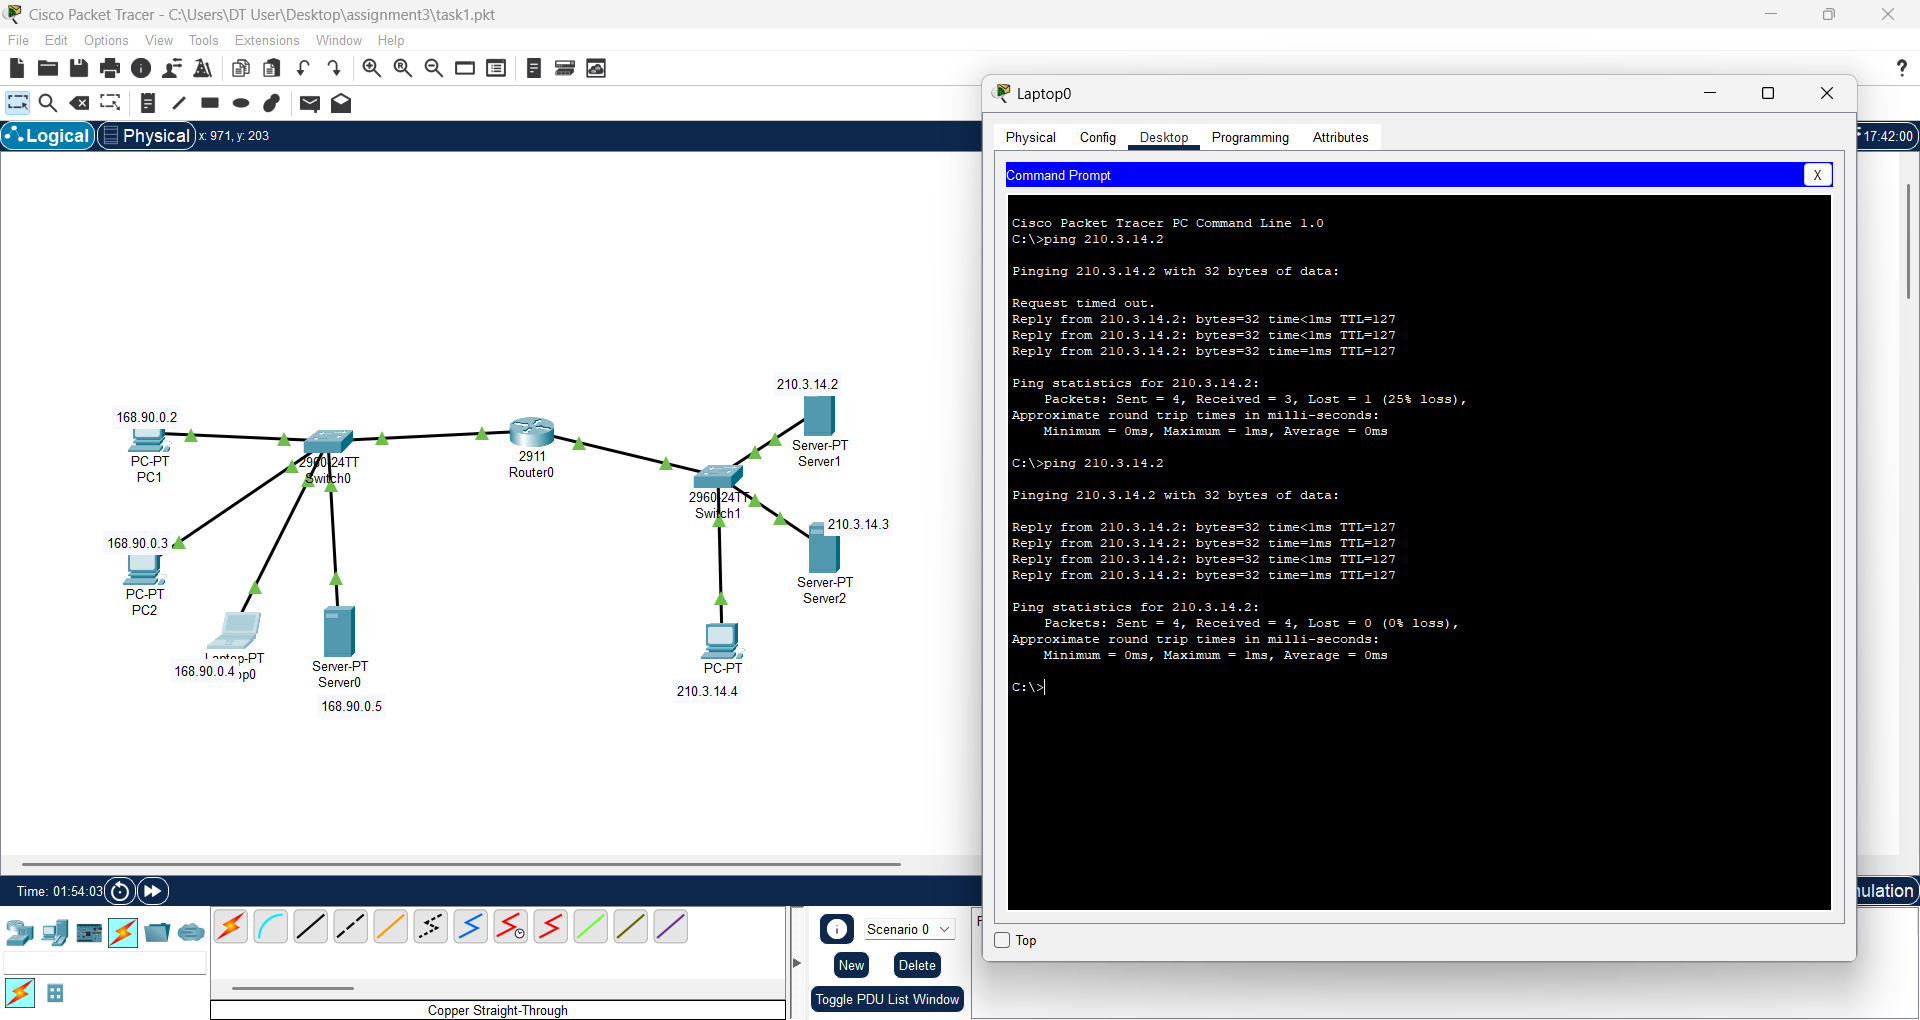 Cisco Packet Tracer - C:\Users\DT User\Desktop\assignment3\task1.pkt
File Edit Options View Tools Extensions Window Help
Logical Physical x: 971, y: 203
17:42:00
168.90.0.2
PC-PT
PC1
2960-24TT
Switch0
168.90.0.3
PC-PT
PC2
168.90.0.4
Server-PT
Server0
168.90.0.5
2911
Router0
2960-24TT
Switch1
210.3.14.2
Server-PT
Server1
210.3.14.3
Server-PT
Server2
PC-PT
210.3.14.4
Laptop0
Physical Config Desktop Programming Attributes
Command Prompt X
Cisco Packet Tracer PC Command Line 1.0
C:\>ping 210.3.14.2
Pinging 210.3.14.2 with 32 bytes of data:
Request timed out.
Reply from 210.3.14.2: bytes=32 time<1ms TTL=127
Reply from 210.3.14.2: bytes=32 time<1ms TTL=127
Reply from 210.3.14.2: bytes=32 time=1ms TTL=127
Ping statistics for 210.3.14.2:
Packets: Sent = 4, Received = 3, Lost = 1 (25% loss),
Approximate round trip times in milli-seconds:
Minimum = 0ms, Maximum = 1ms, Average = 0ms
C:\>ping 210.3.14.2
Pinging 210.3.14.2 with 32 bytes of data:
Reply from 210.3.14.2: bytes=32 time<1ms TTL=127
Reply from 210.3.14.2: bytes=32 time=1ms TTL=127
Reply from 210.3.14.2: bytes=32 time<1ms TTL=127
Reply from 210.3.14.2: bytes=32 time=1ms TTL=127
Ping statistics for 210.3.14.2:
Packets: Sent = 4, Received = 4, Lost = 0 (0% loss),
Approximate round trip times in milli-seconds:
Minimum = 0ms, Maximum = 1ms, Average = 0ms
C:\>
Top
Time: 01:54:03
Scenario 0
New Delete
Toggle PDU List Window
Copper Straight-Through